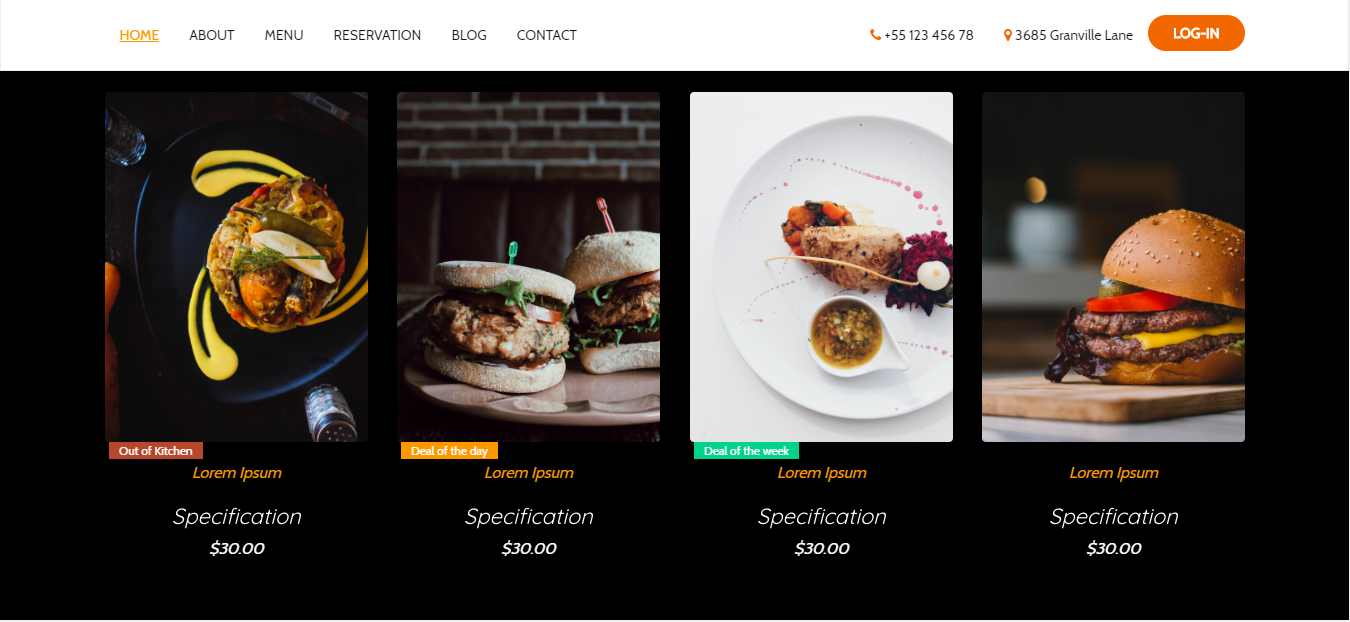 HOME ABOUT MENU RESERVATION BLOG CONTACT +55 123 456 78 3685 Granville Lane LOG-IN
Out of Kitchen Deal of the day Deal of the week
Lorem Ipsum Lorem Ipsum Lorem Ipsum Lorem Ipsum
Specification Specification Specification Specification
$30.00 $30.00 $30.00 $30.00